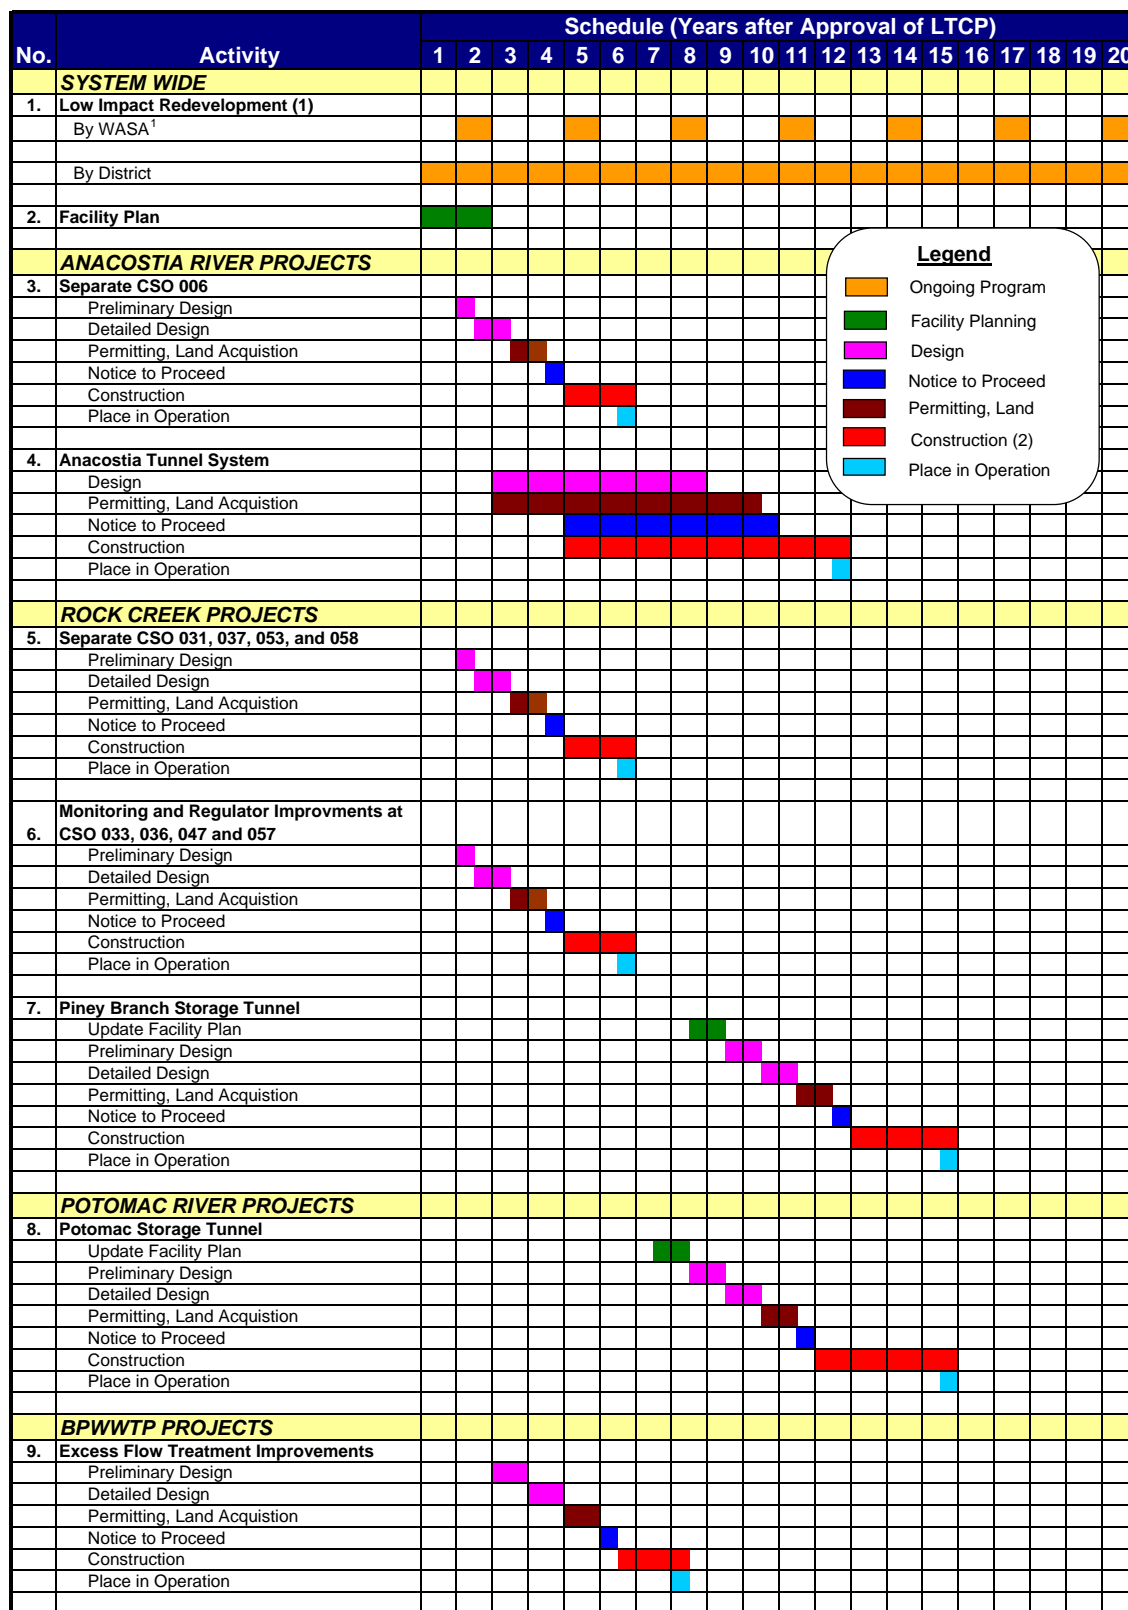 Schedule (Years after Approval of LTCP)
No. Activity 1 2 3 4 5 6 7 8 9 10 11 12 13 14 15 16 17 18 19 20
SYSTEM WIDE
1. Low Impact Redevelopment (1)
By WASA1
By District
2. Facility Plan
ANACOSTIA RIVER PROJECTS
3. Separate CSO 006
Preliminary Design
Detailed Design
Permitting, Land Acquistion
Notice to Proceed
Construction
Place in Operation
Legend
Ongoing Program
Facility Planning
Design
Notice to Proceed
Permitting, Land
Construction (2)
Place in Operation
4. Anacostia Tunnel System
Design
Permitting, Land Acquistion
Notice to Proceed
Construction
Place in Operation
ROCK CREEK PROJECTS
5. Separate CSO 031, 037, 053, and 058
Preliminary Design
Detailed Design
Permitting, Land Acquistion
Notice to Proceed
Construction
Place in Operation
Monitoring and Regulator Improvments at
6. CSO 033, 036, 047 and 057
Preliminary Design
Detailed Design
Permitting, Land Acquistion
Notice to Proceed
Construction
Place in Operation
7. Piney Branch Storage Tunnel
Update Facility Plan
Preliminary Design
Detailed Design
Permitting, Land Acquistion
Notice to Proceed
Construction
Place in Operation
POTOMAC RIVER PROJECTS
8. Potomac Storage Tunnel
Update Facility Plan
Preliminary Design
Detailed Design
Permitting, Land Acquistion
Notice to Proceed
Construction
Place in Operation
BPWWTP PROJECTS
9. Excess Flow Treatment Improvements
Preliminary Design
Detailed Design
Permitting, Land Acquistion
Notice to Proceed
Construction
Place in Operation